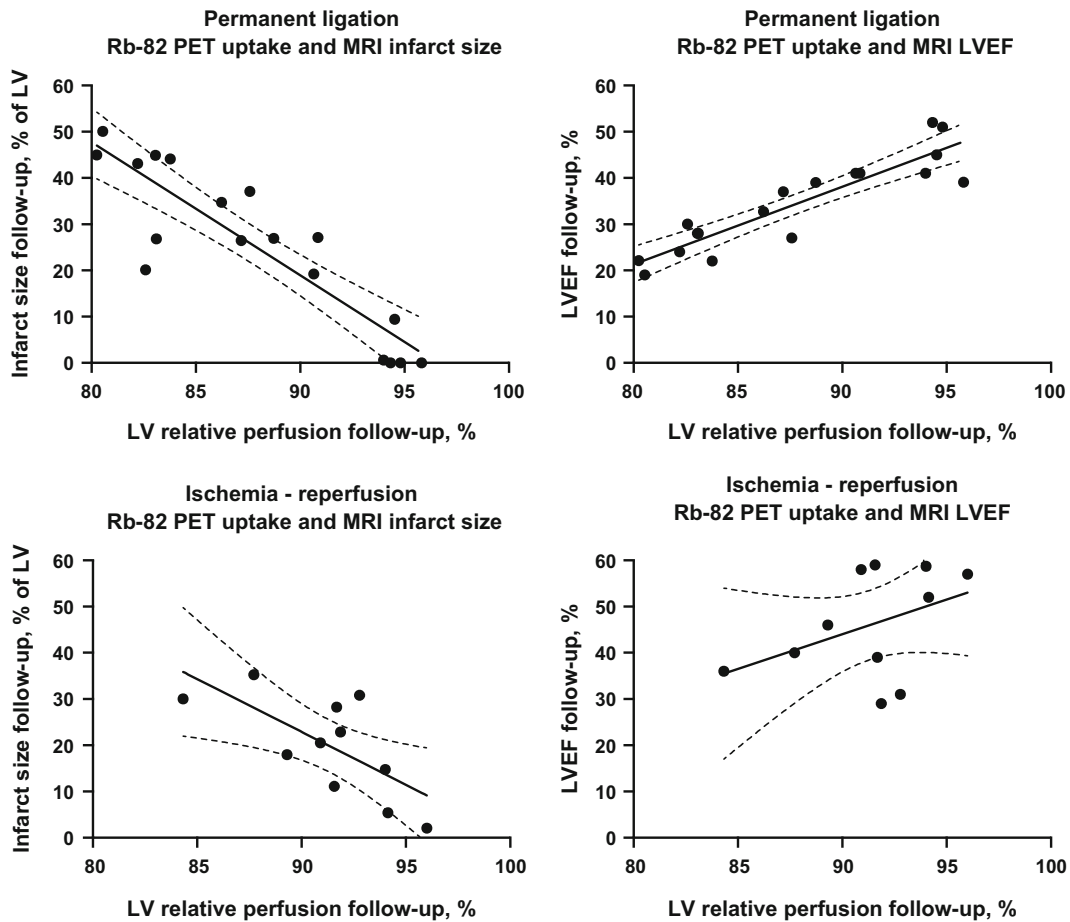 Permanent ligation
Rb-82 PET uptake and MRI infarct size
Infarct size follow-up, % of LV
60
50
40
30
20
10
0
80 85 90 95 100
LV relative perfusion follow-up, %
Permanent ligation
Rb-82 PET uptake and MRI LVEF
LVEF follow-up, %
60
50
40
30
20
10
0
80 85 90 95 100
LV relative perfusion follow-up, %
Ischemia - reperfusion
Rb-82 PET uptake and MRI infarct size
Infarct size follow-up, % of LV
60
50
40
30
20
10
0
80 85 90 95 100
LV relative perfusion follow-up, %
Ischemia - reperfusion
Rb-82 PET uptake and MRI LVEF
LVEF follow-up, %
60
50
40
30
20
10
0
80 85 90 95 100
LV relative perfusion follow-up, %